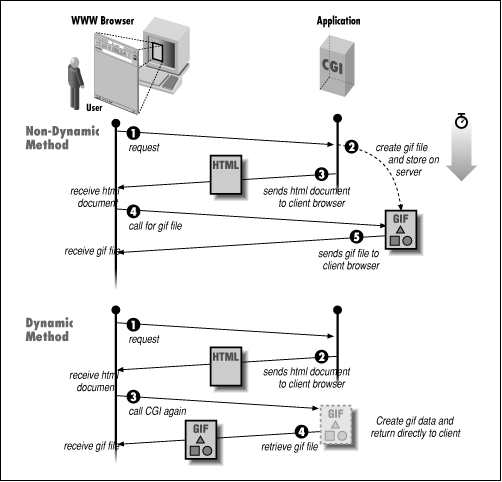 WWW Browser
Application
CGI
User
Non-Dynamic
Method
1
request
2
create gif file
and store on
server
HTML
3
receive html
document
sends html document
to client browser
4
call for gif file
GIF
5
receive gif file
sends gif file to
client browser
Dynamic
Method
1
request
HTML
2
receive html
document
sends html document
to client browser
3
call CGI again
GIF
GIF
4
receive gif file
retrieve gif file
Create gif data and
return directly to client